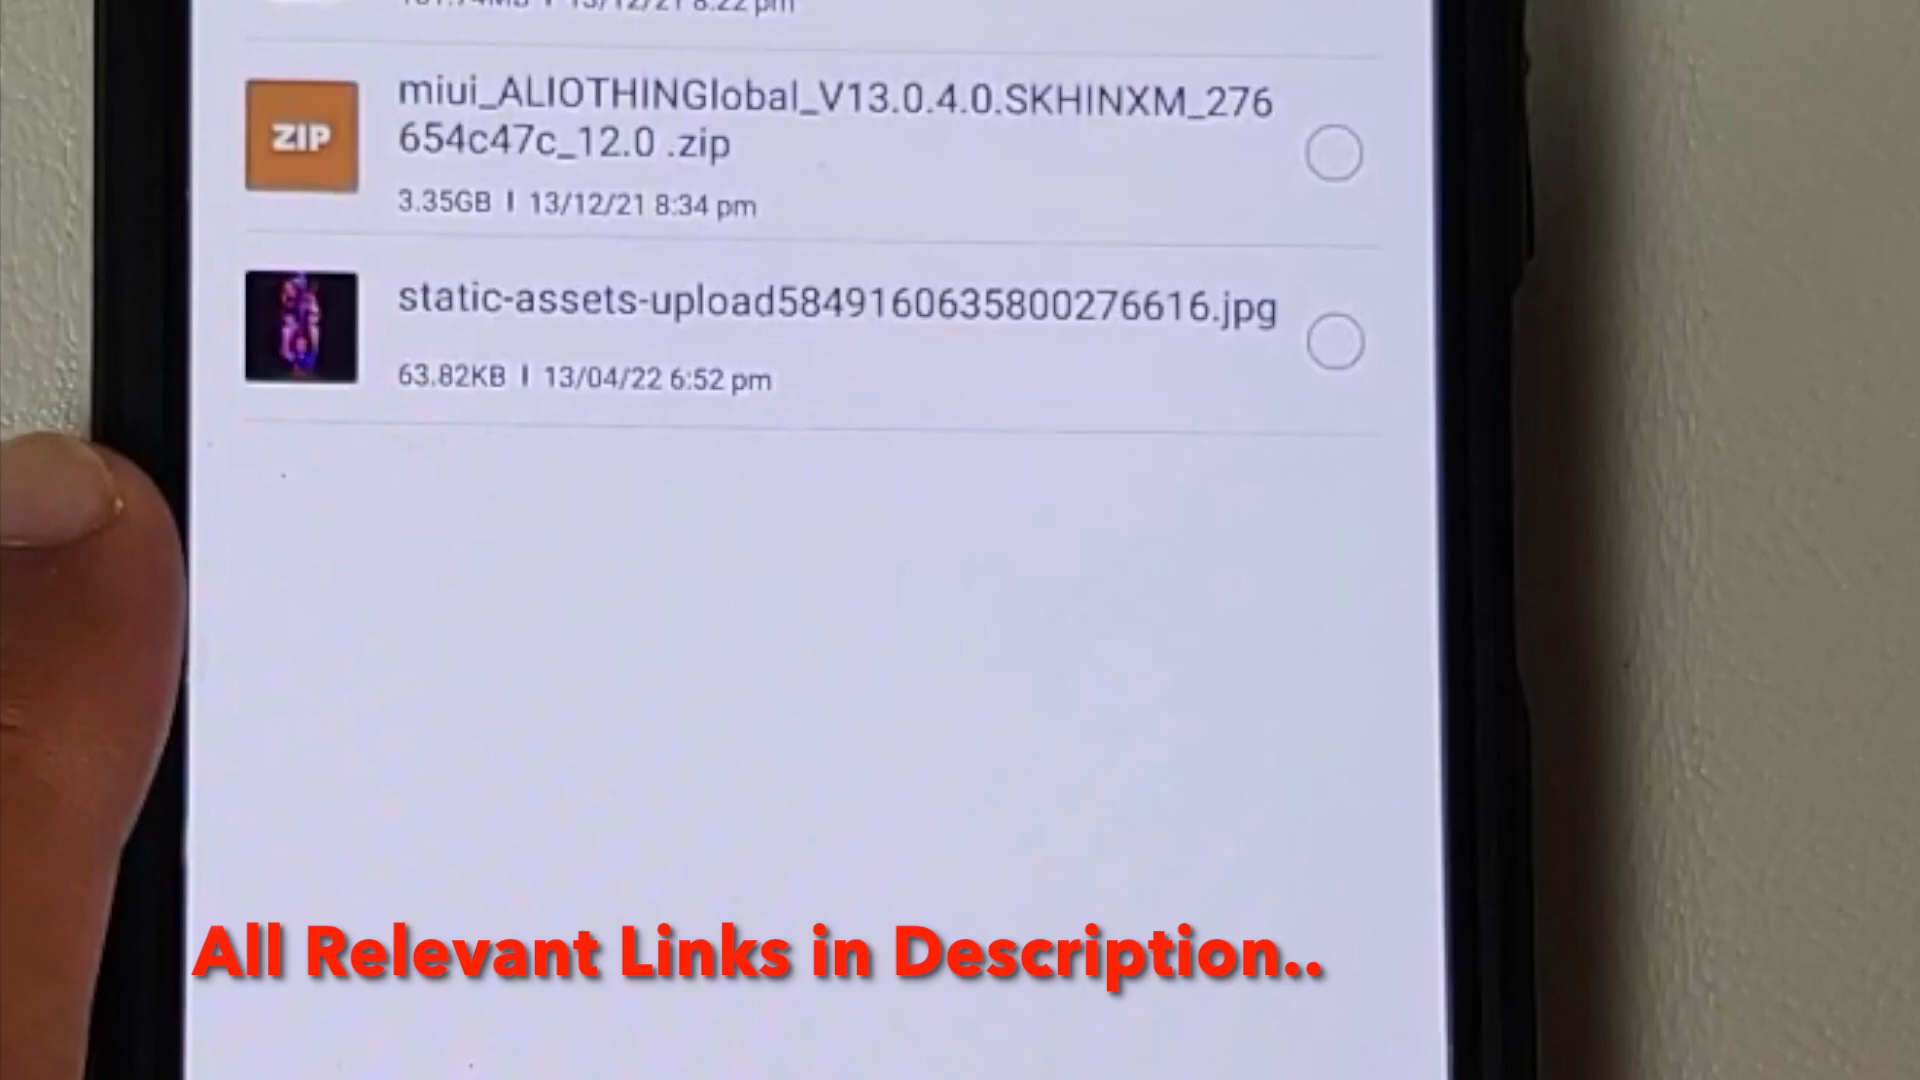 miui_ALIOTHINGlobal_V13.0.4.0.SKHINXM_276
ZIP
654c47c_12.0 .zip
3.35GB | 13/12/21 8:34 pm
static-assets-upload5849160635800276616.jpg
63.82KB | 13/04/22 6:52 pm
All Relevant Links in Description..